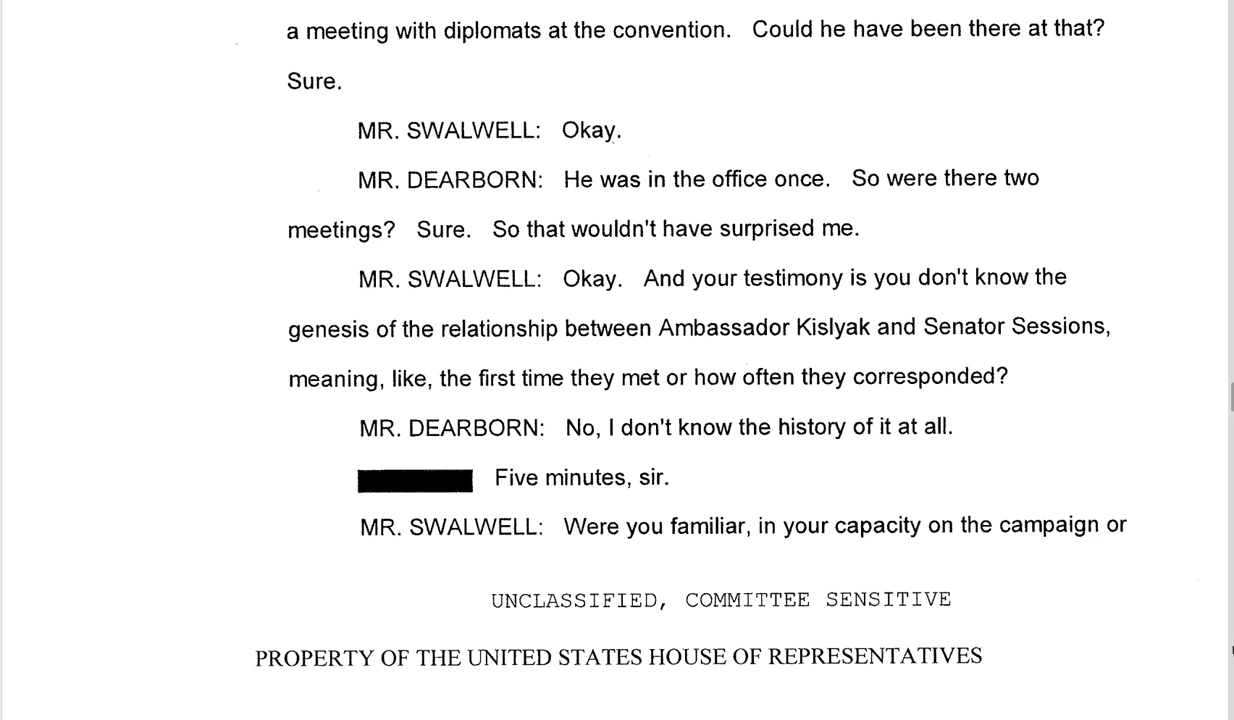 a meeting with diplomats at the convention. Could he have been there at that?
Sure.
MR. SWALWELL: Okay.
MR. DEARBORN: He was in the office once. So were there two
meetings? Sure. So that wouldn't have surprised me.
MR. SWALWELL: Okay. And your testimony is you don't know the
genesis of the relationship between Ambassador Kislyak and Senator Sessions,
meaning, like, the first time they met or how often they corresponded?
MR. DEARBORN: No, I don't know the history of it at all.
Five minutes, sir.
MR. SWALWELL: Were you familiar, in your capacity on the campaign or
UNCLASSIFIED, COMMITTEE SENSITIVE
PROPERTY OF THE UNITED STATES HOUSE OF REPRESENTATIVES